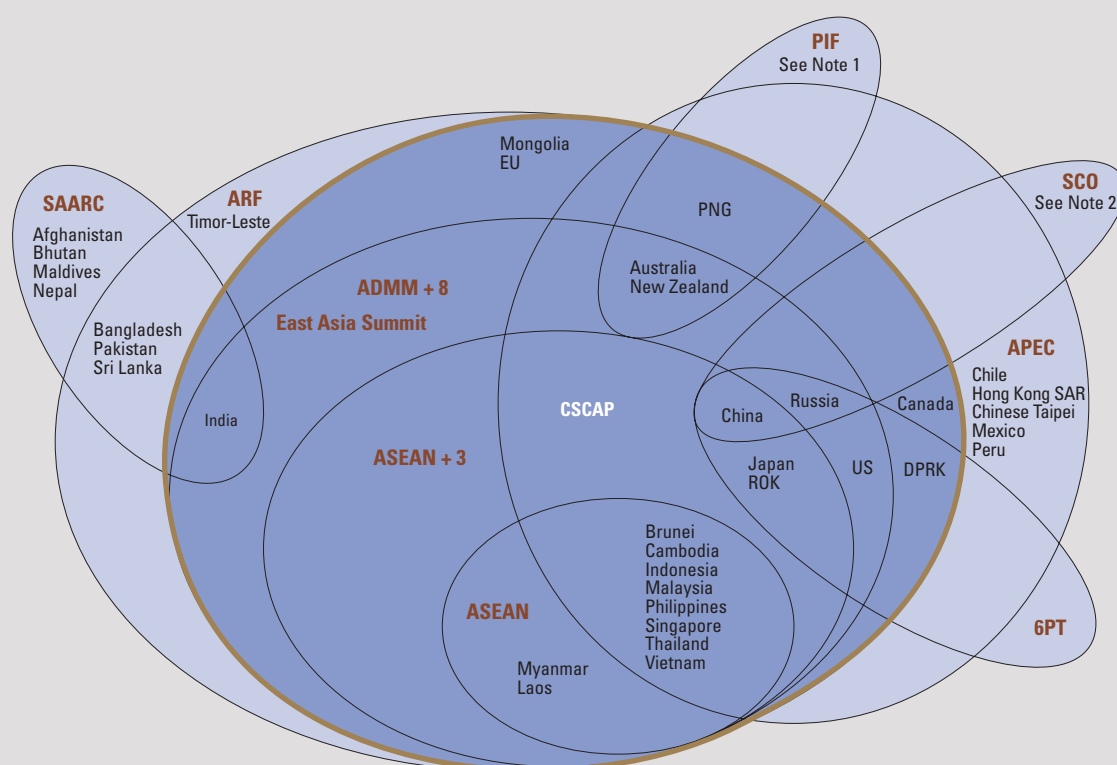 PIF
See Note 1
Mongolia
EU
SCO
See Note 2
SAARC
Afghanistan
Bhutan
Maldives
Nepal
ARF
Timor-Leste
PNG
Australia
New Zealand
ADMM + 8
East Asia Summit
Bangladesh
Pakistan
Sri Lanka
APEC
Chile
Hong Kong SAR
Chinese Taipei
Mexico
Peru
India
CSCAP
China
Russia
Canada
ASEAN + 3
Japan
ROK
US
DPRK
Brunei
Cambodia
Indonesia
Malaysia
Philippines
Singapore
Thailand
Vietnam
ASEAN
Myanmar
Laos
6PT